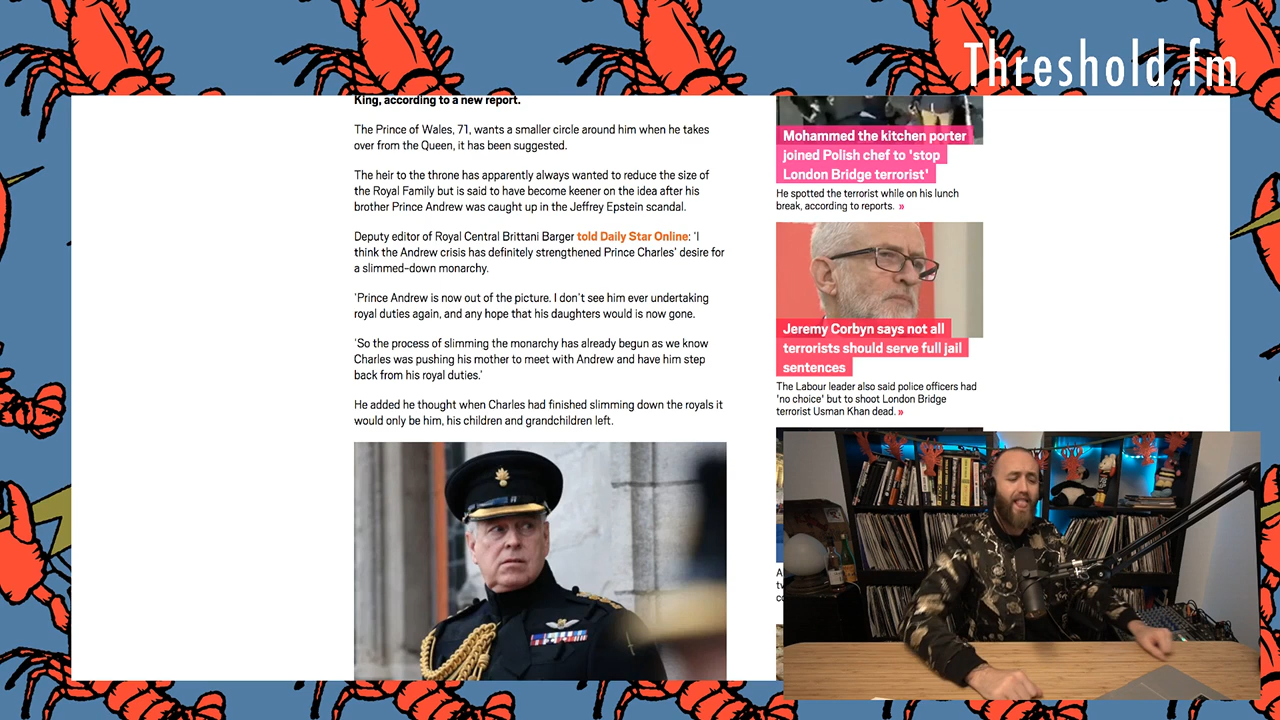 Threshold.fm
King, according to a new report.
The Prince of Wales, 71, wants a smaller circle around him when he takes
over from the Queen, it has been suggested.
The heir to the throne has apparently always wanted to reduce the size of
the Royal Family but is said to have become keener on the idea after his
brother Prince Andrew was caught up in the Jeffrey Epstein scandal.
Deputy editor of Royal Central Brittani Barger told Daily Star Online: 'I
think the Andrew crisis has definitely strengthened Prince Charles' desire for
a slimmed-down monarchy.
'Prince Andrew is now out of the picture. I don't see him ever undertaking
royal duties again, and any hope that his daughters would is now gone.
'So the process of slimming the monarchy has already begun as we know
Charles was pushing his mother to meet with Andrew and have him step
back from his royal duties.'
He added he thought when Charles had finished slimming down the royals it
would only be him, his children and grandchildren left.
Mohammed the kitchen porter
joined Polish chef to 'stop
London Bridge terrorist'
He spotted the terrorist while on his lunch
break, according to reports. »
Jeremy Corbyn says not all
terrorists should serve full jail
sentences
The Labour leader also said police officers had
'no choice' but to shoot London Bridge
terrorist Usman Khan dead. »